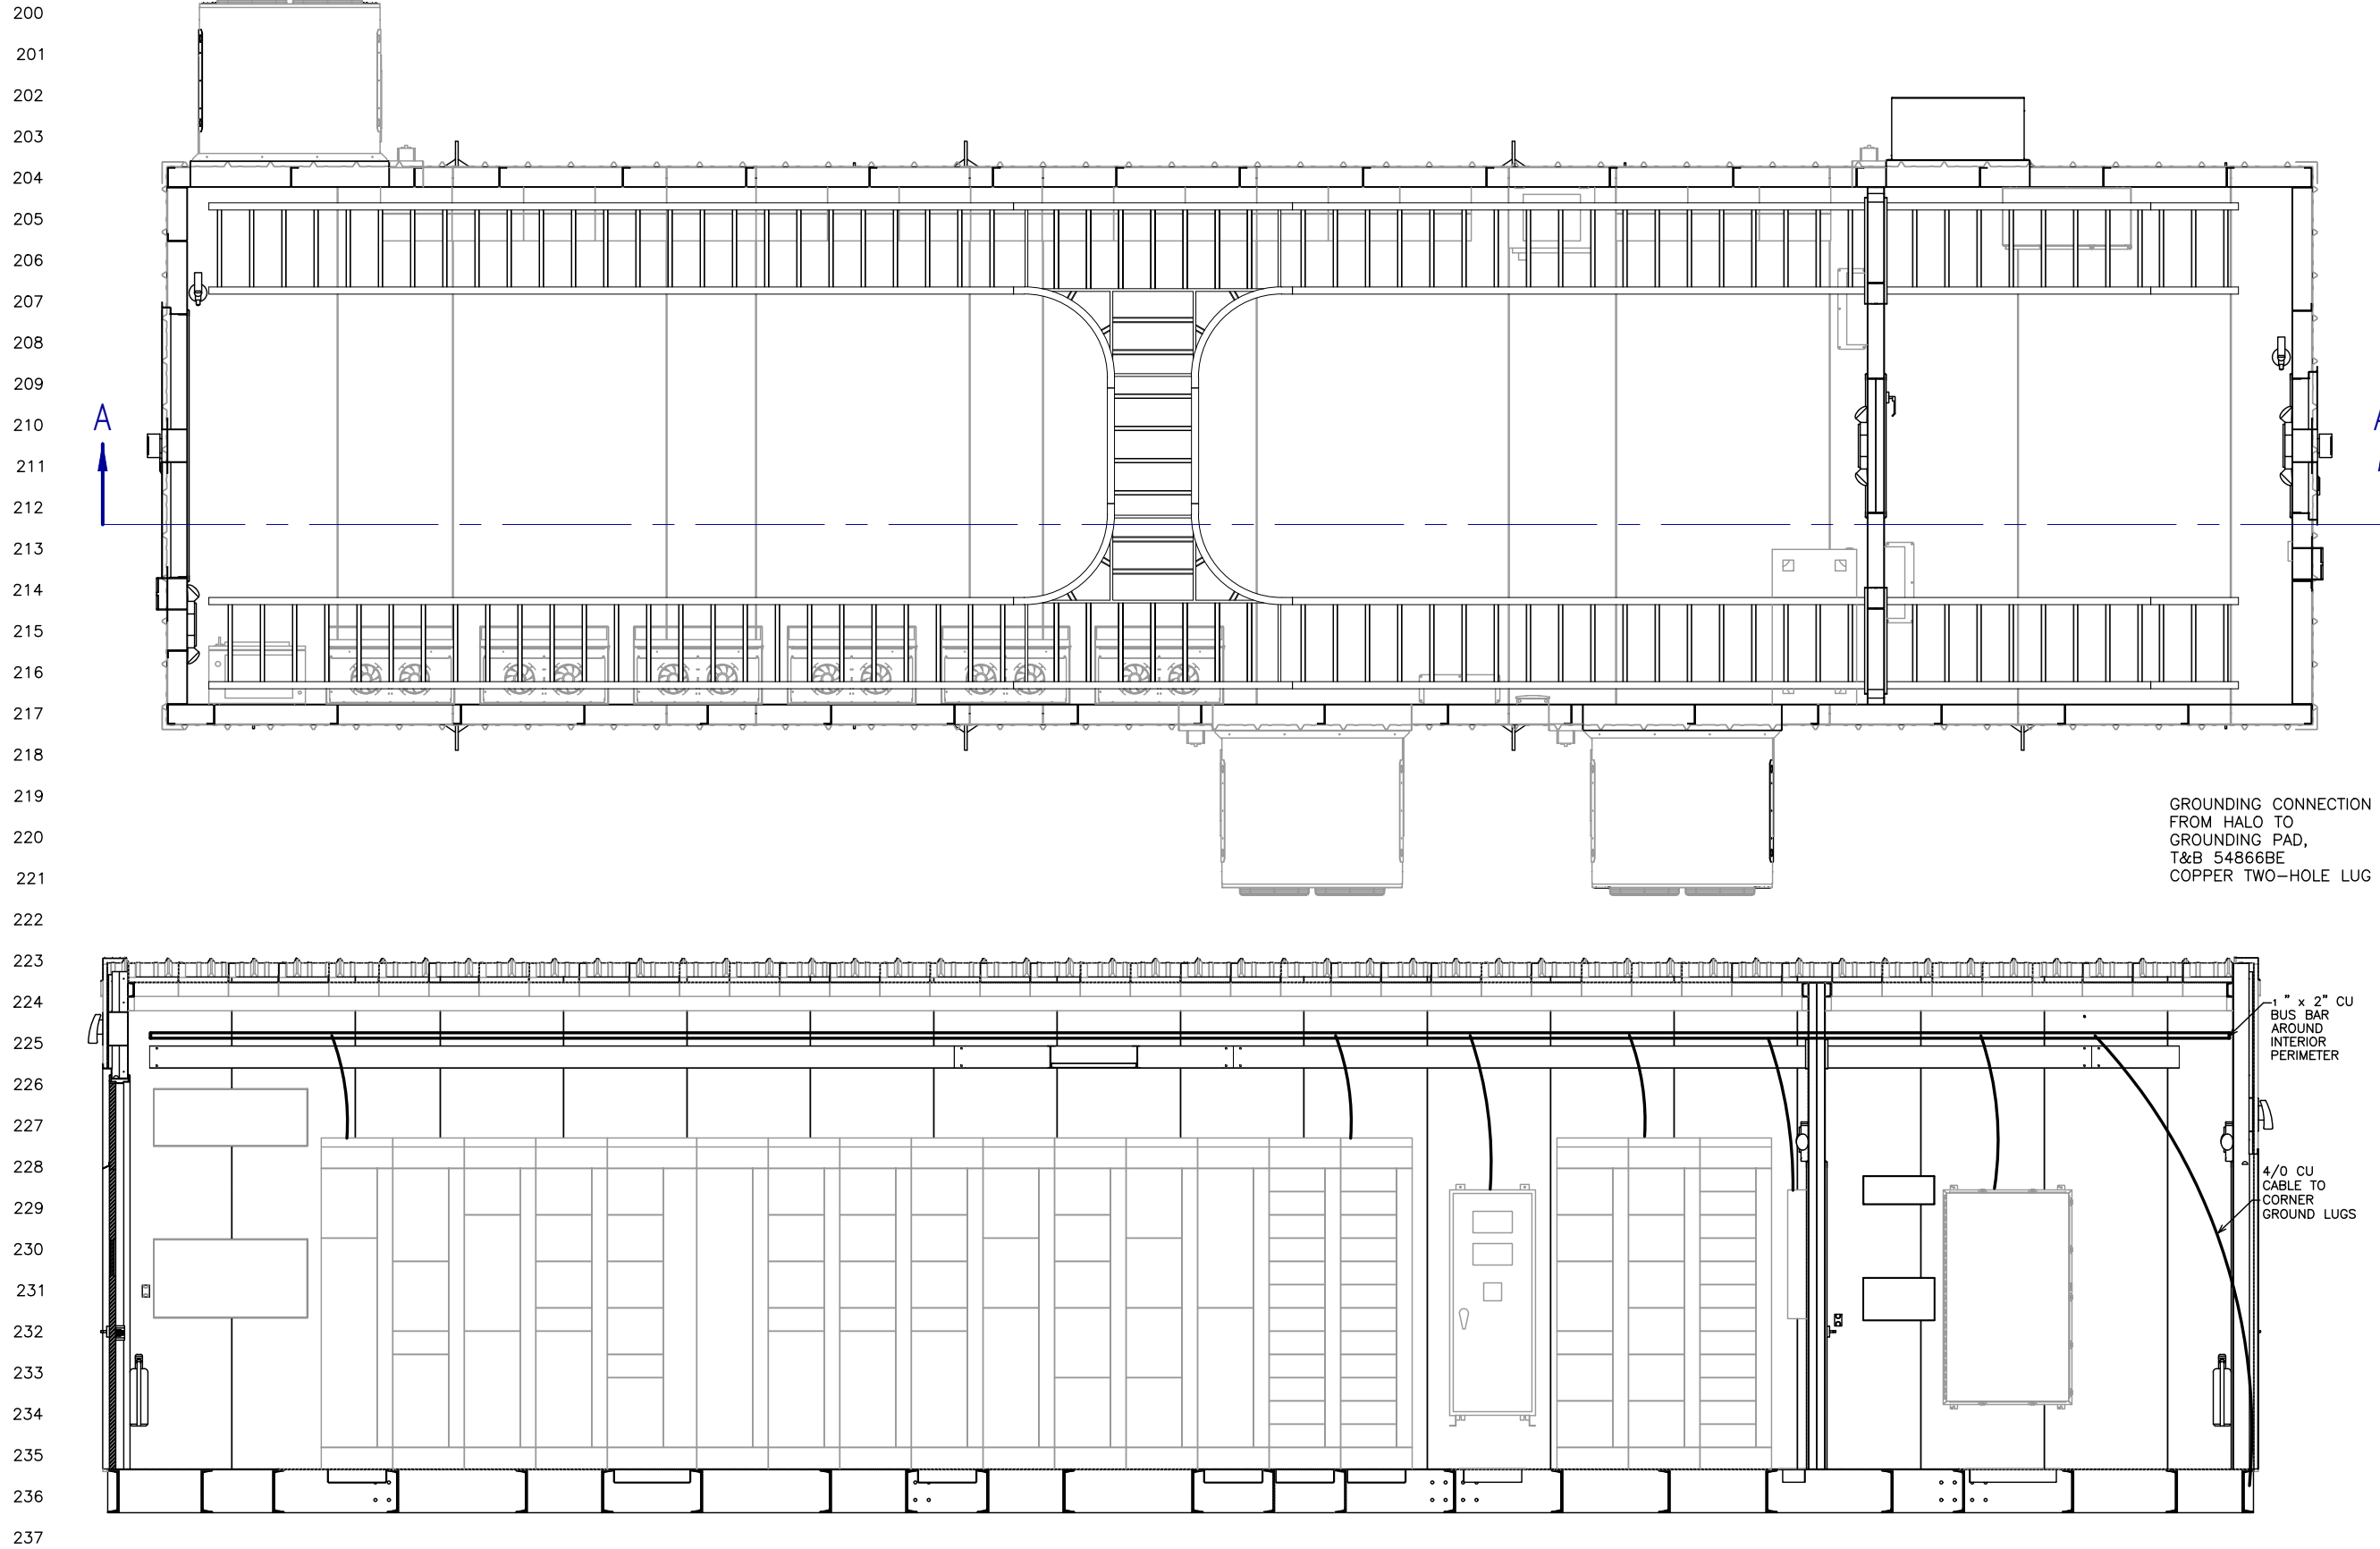 200
201
202
203
204
205
206
207
208
209
A
A
210
211
212
213
214
215
216
217
218
219
GROUNDING CONNECTION
FROM HALO TO
GROUNDING PAD,
T&B 54866BE
COPPER TWO-HOLE LUG
220
221
222
223
224
1 " x 2" CU
BUS BAR
AROUND
INTERIOR
PERIMETER
225
226
227
228
4/0 CU
CABLE TO
CORNER
GROUND LUGS
229
230
231
232
233
234
235
236
237